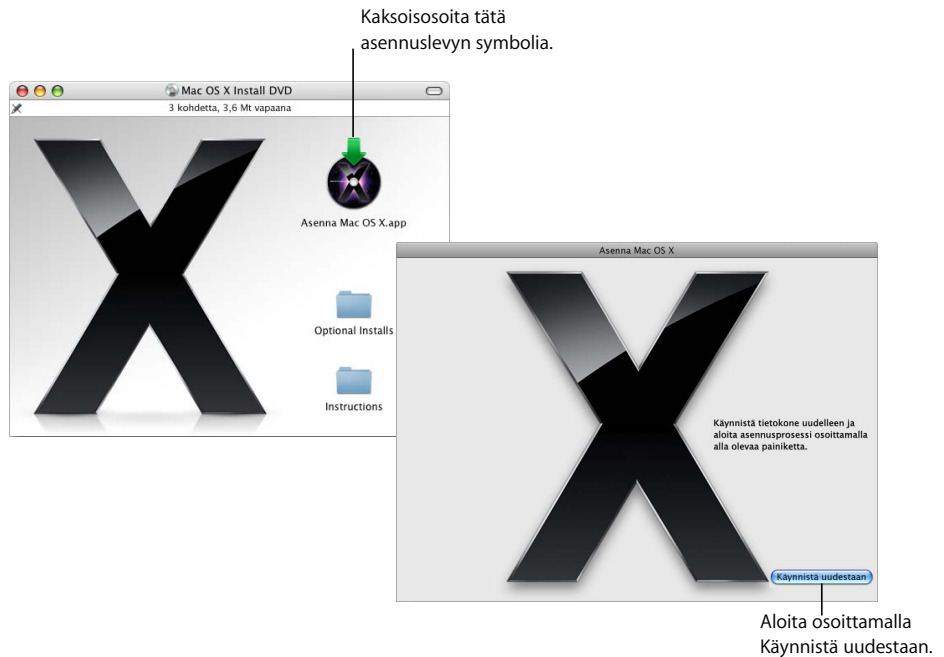 Kaksoisosoita tätä
asennuslevyn symbolia.
Mac OS X Install DVD
3 kohdetta, 3,6 Mt vapaana
Asenna Mac OS X.app
Optional Installs
Instructions
Asenna Mac OS X
Käynnistä tietokone uudelleen ja
aloita asennusprosessi osoittamalla
alla olevaa painiketta.
Käynnistä uudestaan
Aloita osoittamalla
Käynnistä uudestaan.